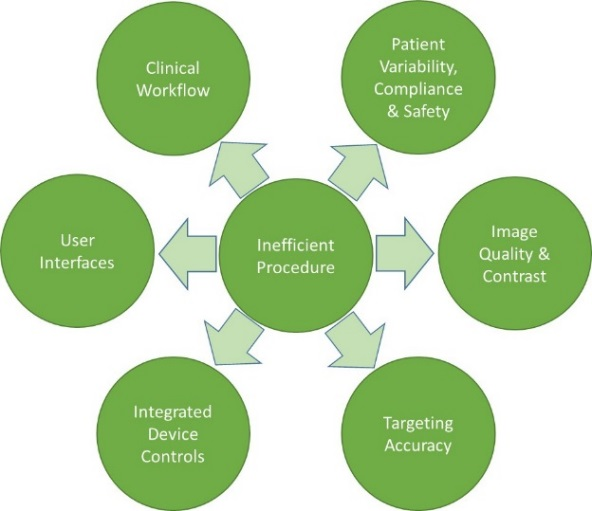 Clinical
Workflow
Patient
Variability,
Compliance
& Safety
User
Interfaces
Inefficient
Procedure
Image
Quality &
Contrast
Integrated
Device
Controls
Targeting
Accuracy